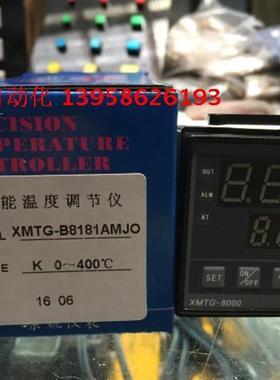 自动化 13958626193
CISION
PERATURE
TROLLER
能温度调节仪
L XMTG-B8181AMJO
E K 0～400℃
16 06
OUT
ALM
AT
SET
ON/OFF
XMTG-8000